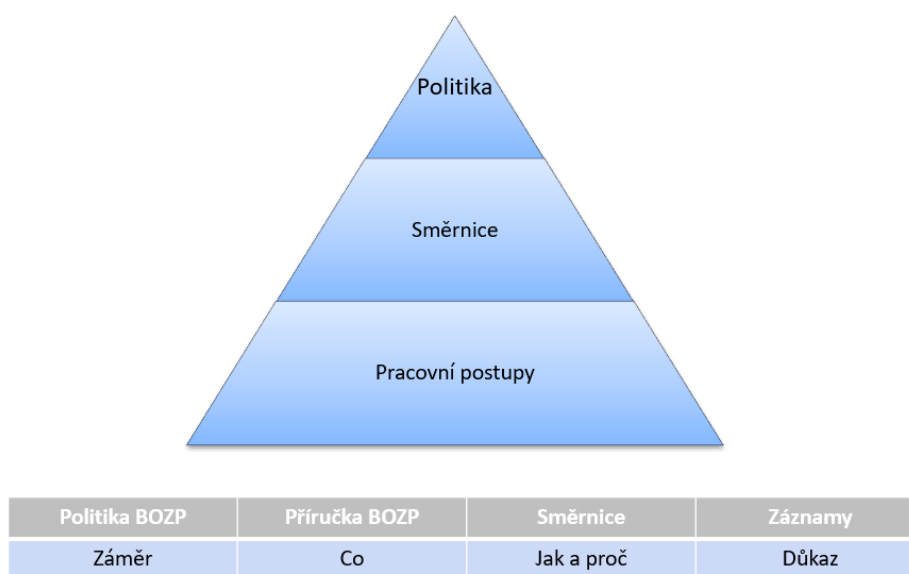 Politika
Směrnice
Pracovní postupy
Politika BOZP Příručka BOZP Směrnice Záznamy
Záměr Co Jak a proč Důkaz